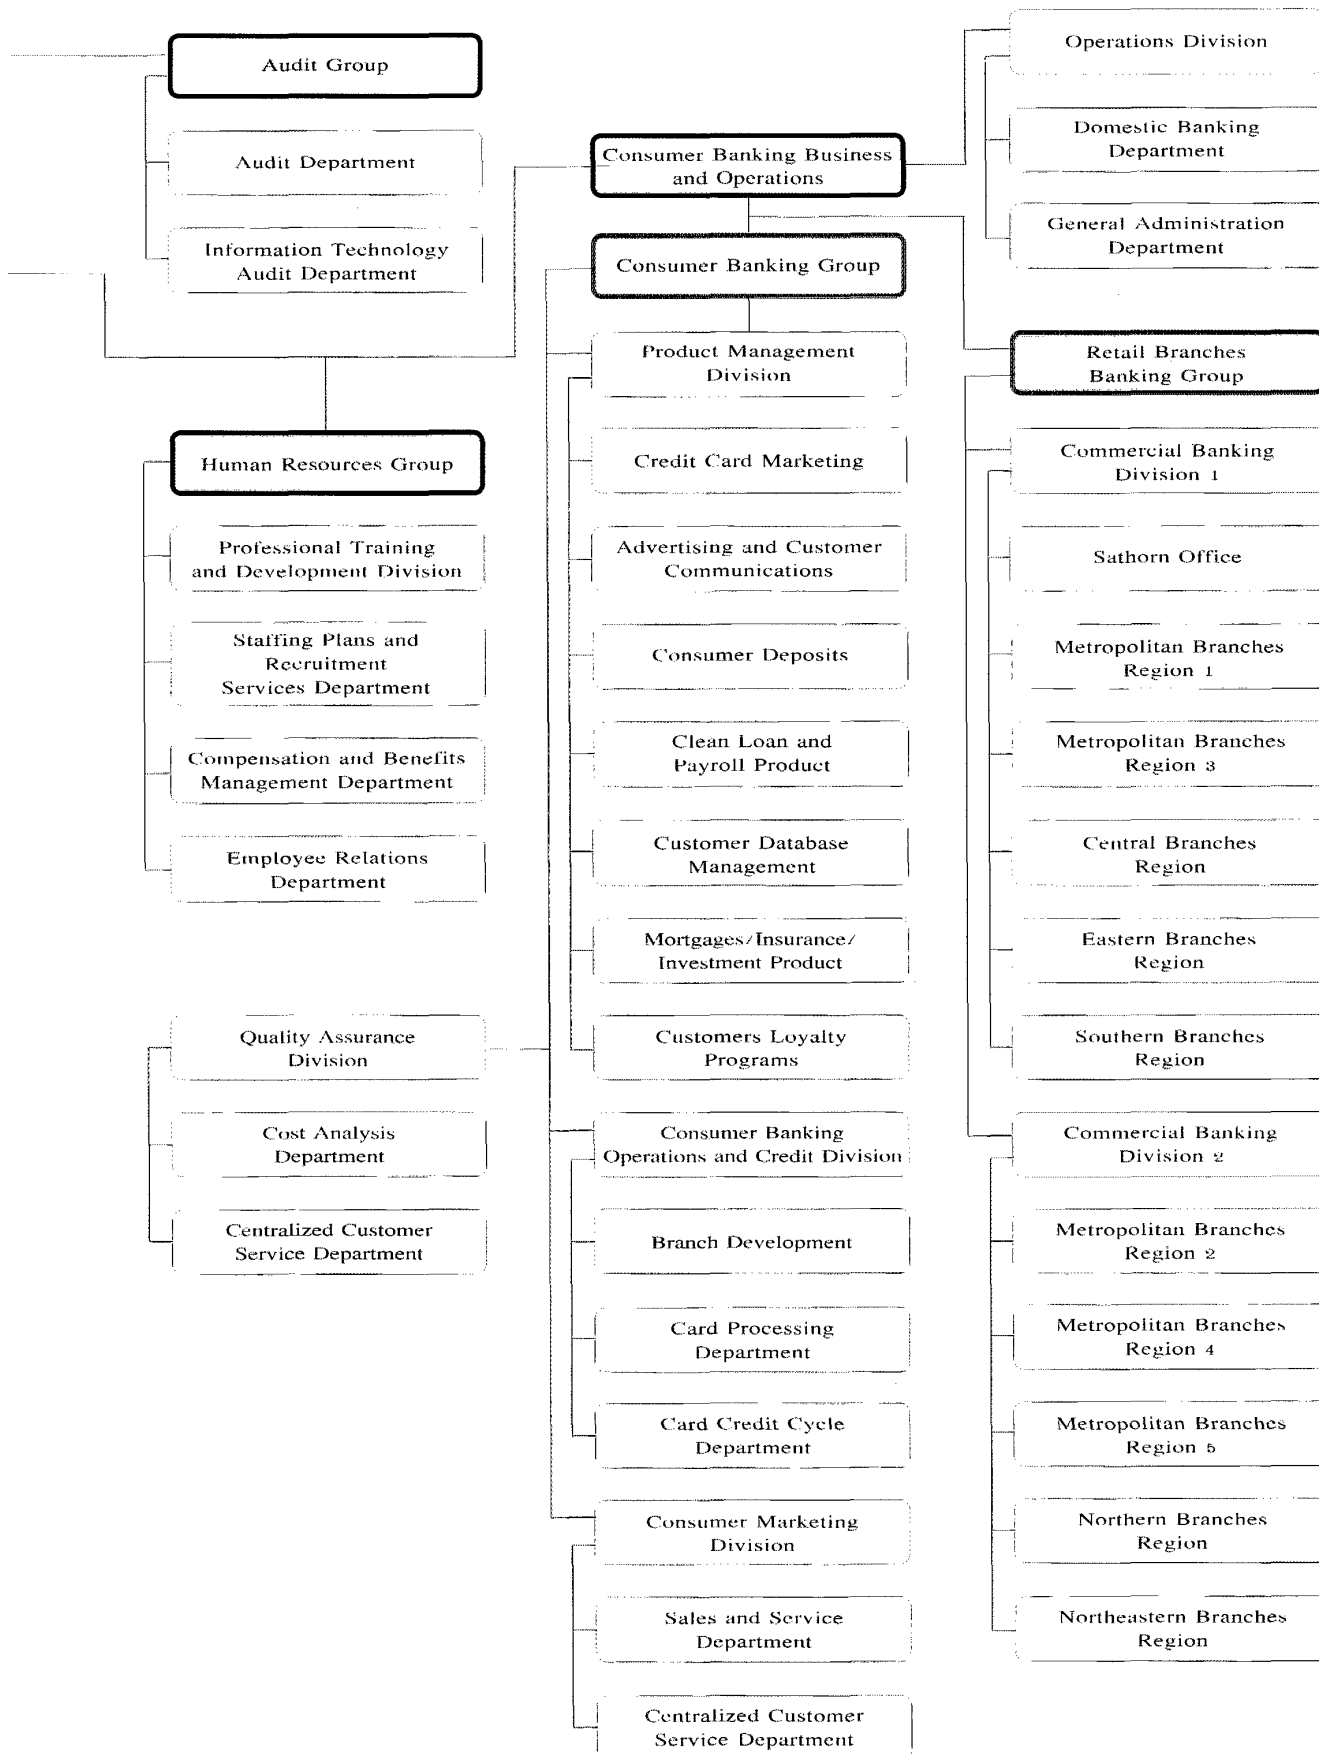 Audit Group
Audit Department
Information Technology
Audit Department
Human Resources Group
Professional Training
and Development Division
Staffing Plans and
Recruitment
Services Department
Compensation and Benefits
Management Department
Employee Relations
Department
Quality Assurance
Division
Cost Analysis
Department
Centralized Customer
Service Department
Consumer Banking Business
and Operations
Consumer Banking Group
Product Management
Division
Credit Card Marketing
Advertising and Customer
Communications
Consumer Deposits
Clean Loan and
Payroll Product
Customer Database
Management
Mortgages/Insurance/
Investment Product
Customers Loyalty
Programs
Consumer Banking
Operations and Credit Division
Branch Development
Card Processing
Department
Card Credit Cycle
Department
Consumer Marketing
Division
Sales and Service
Department
Centralized Customer
Service Department
Operations Division
Domestic Banking
Department
General Administration
Department
Retail Branches
Banking Group
Commercial Banking
Division 1
Sathorn Office
Metropolitan Branches
Region 1
Metropolitan Branches
Region 3
Central Branches
Region
Eastern Branches
Region
Southern Branches
Region
Commercial Banking
Division 2
Metropolitan Branches
Region 2
Metropolitan Branches
Region 4
Metropolitan Branches
Region 5
Northern Branches
Region
Northeastern Branches
Region